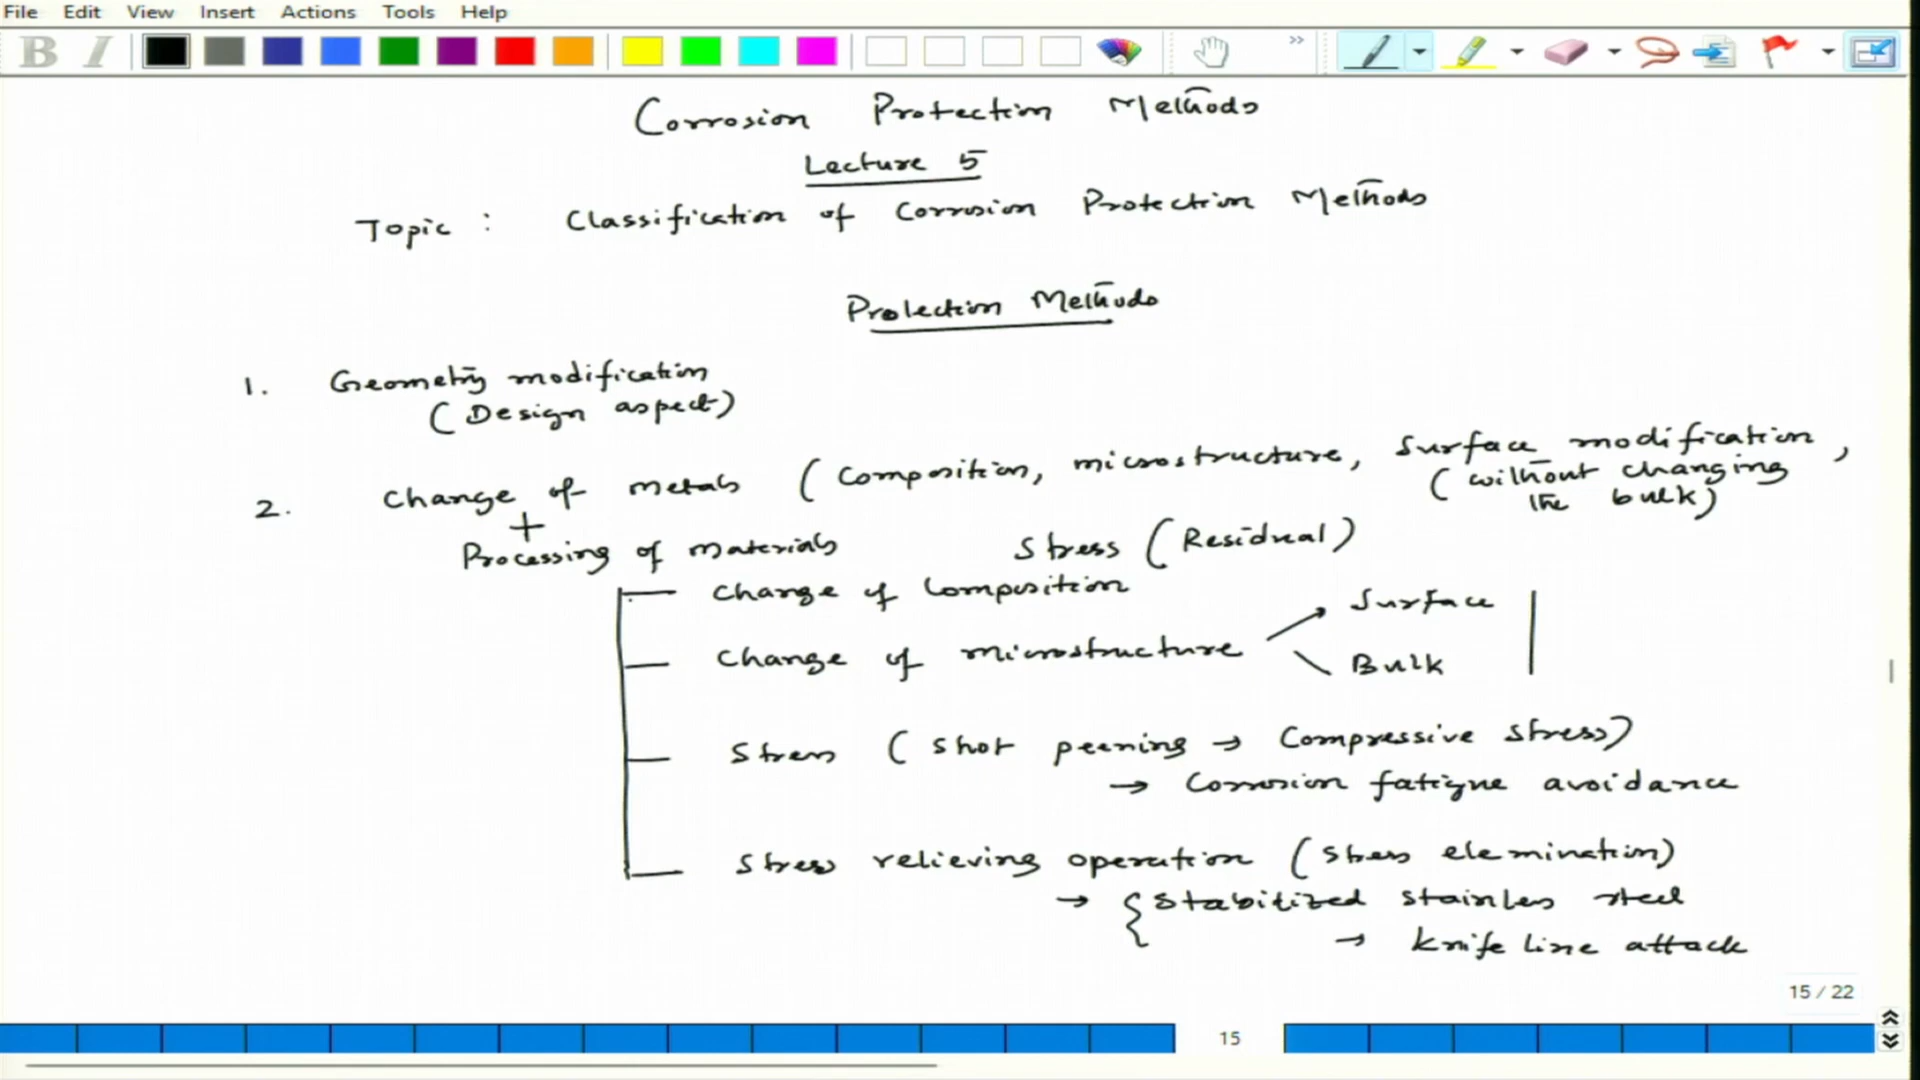 File Edit View Insert Actions Tools Help
B I
Corrosion Protection Methods
Lecture 5
Topic : Classification of Corrosion Protection Methods
Protection Methods
1. Geometry modification
(Design aspect)
2. Change of metals (Composition, microstructure, Surface modification,
(without changing
the bulk)
+
Processing of materials Stress (Residual)
Change of Composition
Change of microstructure Surface
Bulk
Stress (Shot peening → Compressive stress)
→ Corrosion fatigue avoidance
Stress relieving operation (Stress elemination)
→ { Stabilized stainless steel
→ knife line attack
15 / 22
15